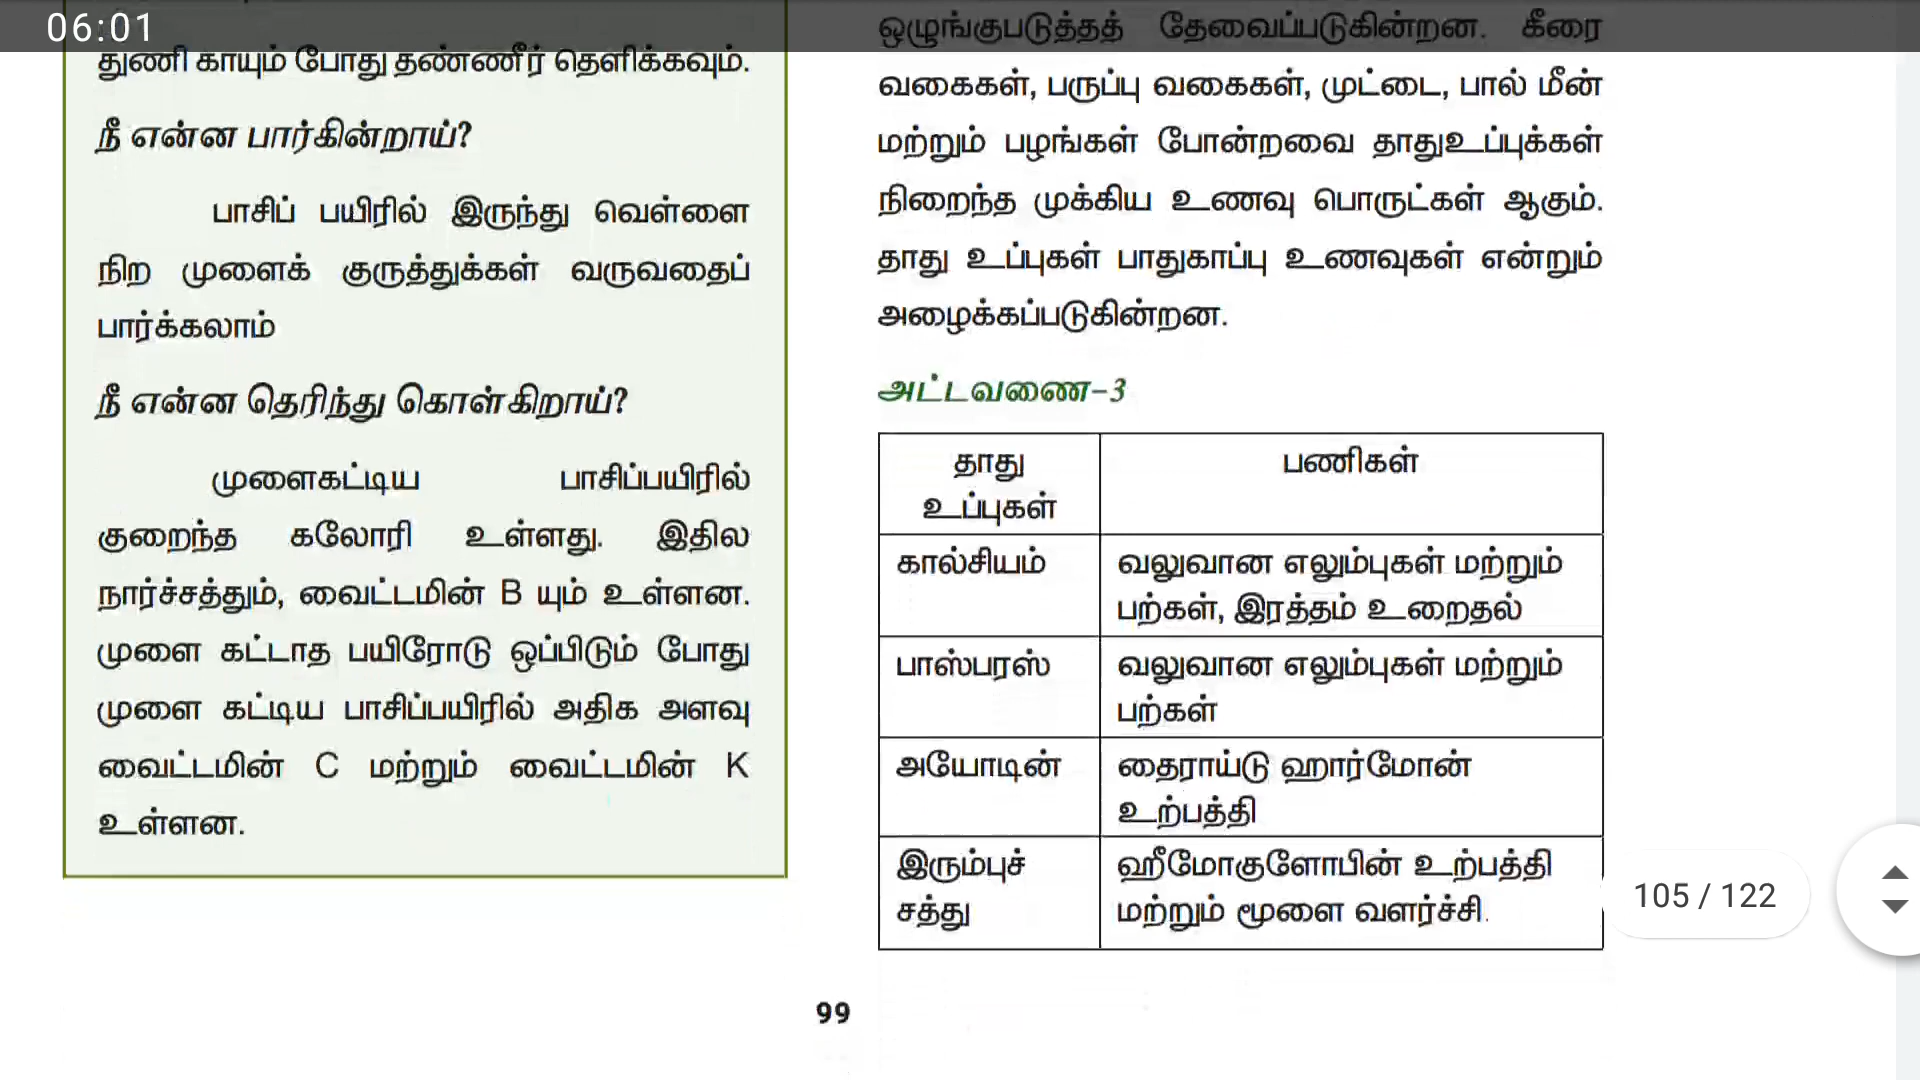 06:01
துணி காயும் போது தண்ணீர் தெளிக்கவும்.
நீ என்ன பார்கின்றாய்?
பாசிப் பயிரில் இருந்து வெள்ளை
நிற முளைக் குருத்துக்கள் வருவதைப்
பார்க்கலாம்
நீ என்ன தெரிந்து கொள்கிறாய்?
முளைகட்டிய பாசிப்பயிரில்
குறைந்த கலோரி உள்ளது. இதில
நார்ச்சத்தும், வைட்டமின் B யும் உள்ளன.
முளை கட்டாத பயிரோடு ஒப்பிடும் போது
முளை கட்டிய பாசிப்பயிரில் அதிக அளவு
வைட்டமின் C மற்றும் வைட்டமின் K
உள்ளன.
ஒழுங்குபடுத்தத் தேவைப்படுகின்றன. கீரை
வகைகள், பருப்பு வகைகள், முட்டை, பால் மீன்
மற்றும் பழங்கள் போன்றவை தாதுஉப்புக்கள்
நிறைந்த முக்கிய உணவு பொருட்கள் ஆகும்.
தாது உப்புகள் பாதுகாப்பு உணவுகள் என்றும்
அழைக்கப்படுகின்றன.
அட்டவணை-3
தாது
உப்புகள்
பணிகள்
கால்சியம்
வலுவான எலும்புகள் மற்றும்
பற்கள், இரத்தம் உறைதல்
பாஸ்பரஸ்
வலுவான எலும்புகள் மற்றும்
பற்கள்
அயோடின்
தைராய்டு ஹார்மோன்
உற்பத்தி
இரும்புச்
சத்து
ஹீமோகுளோபின் உற்பத்தி
மற்றும் மூளை வளர்ச்சி.
105 / 122
99